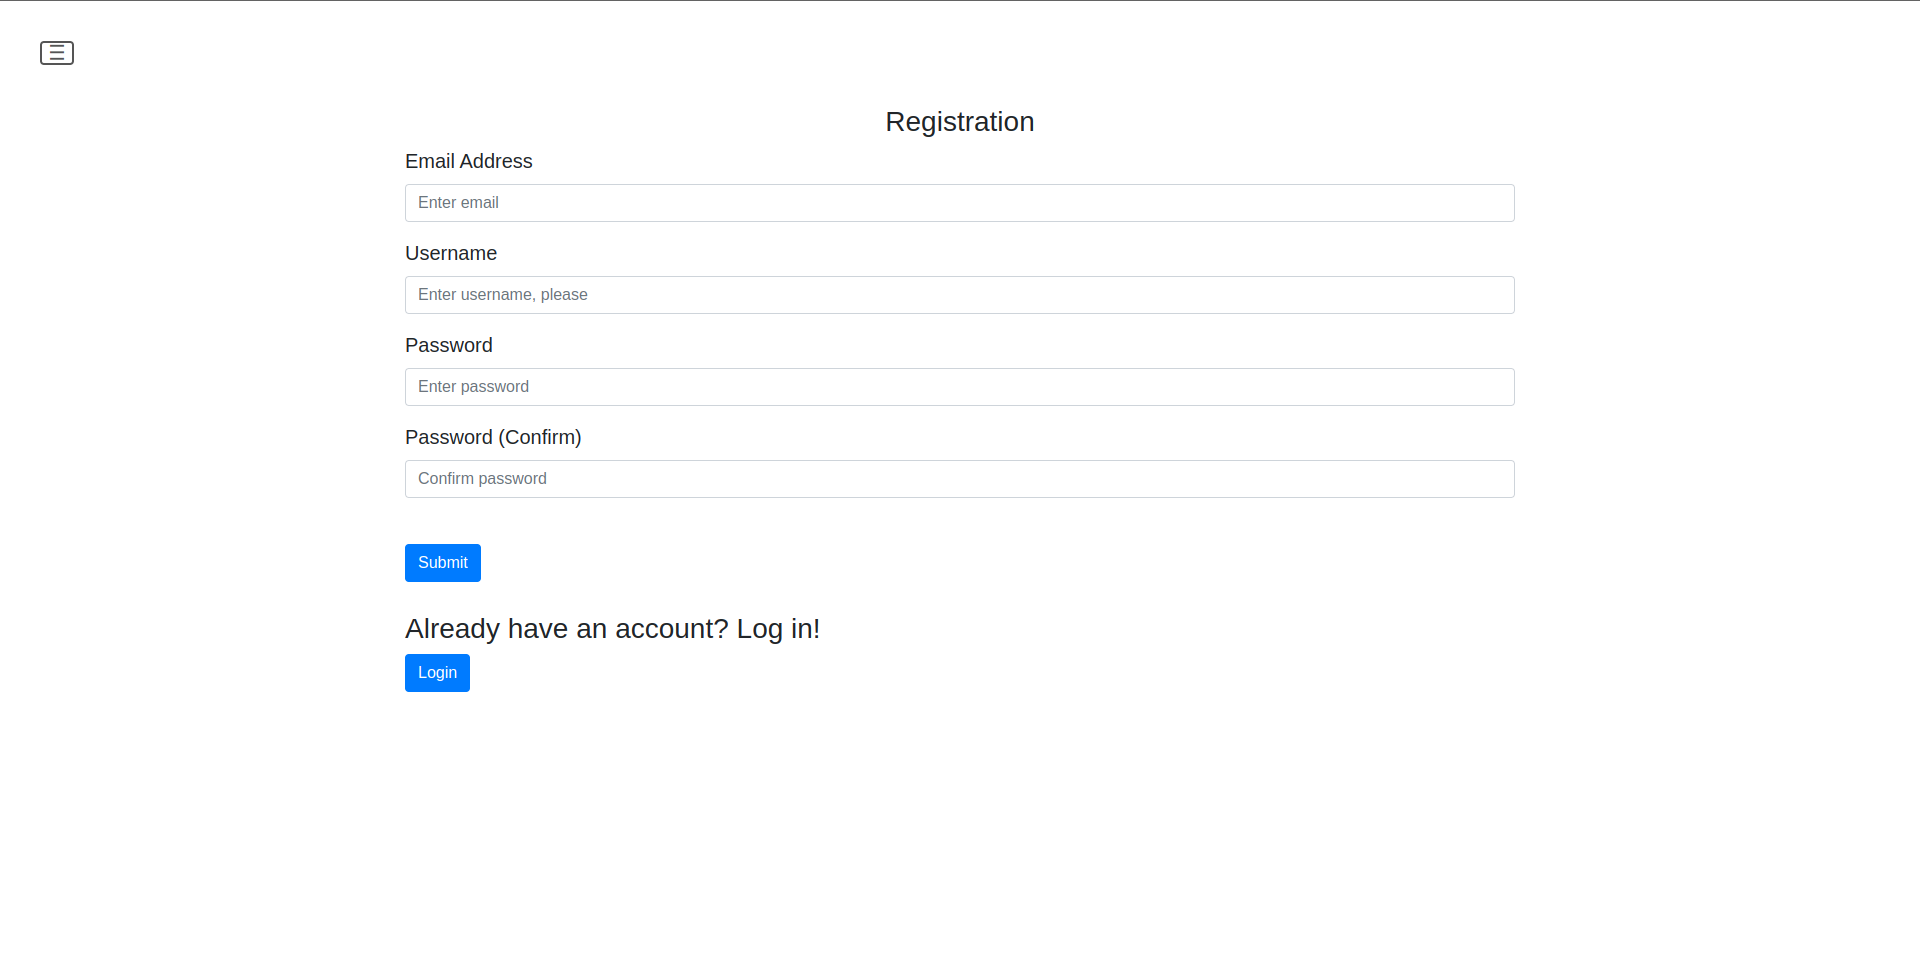 Registration
Email Address
Enter email
Username
Enter username, please
Password
Enter password
Password (Confirm)
Confirm password
Submit
Already have an account? Log in!
Login